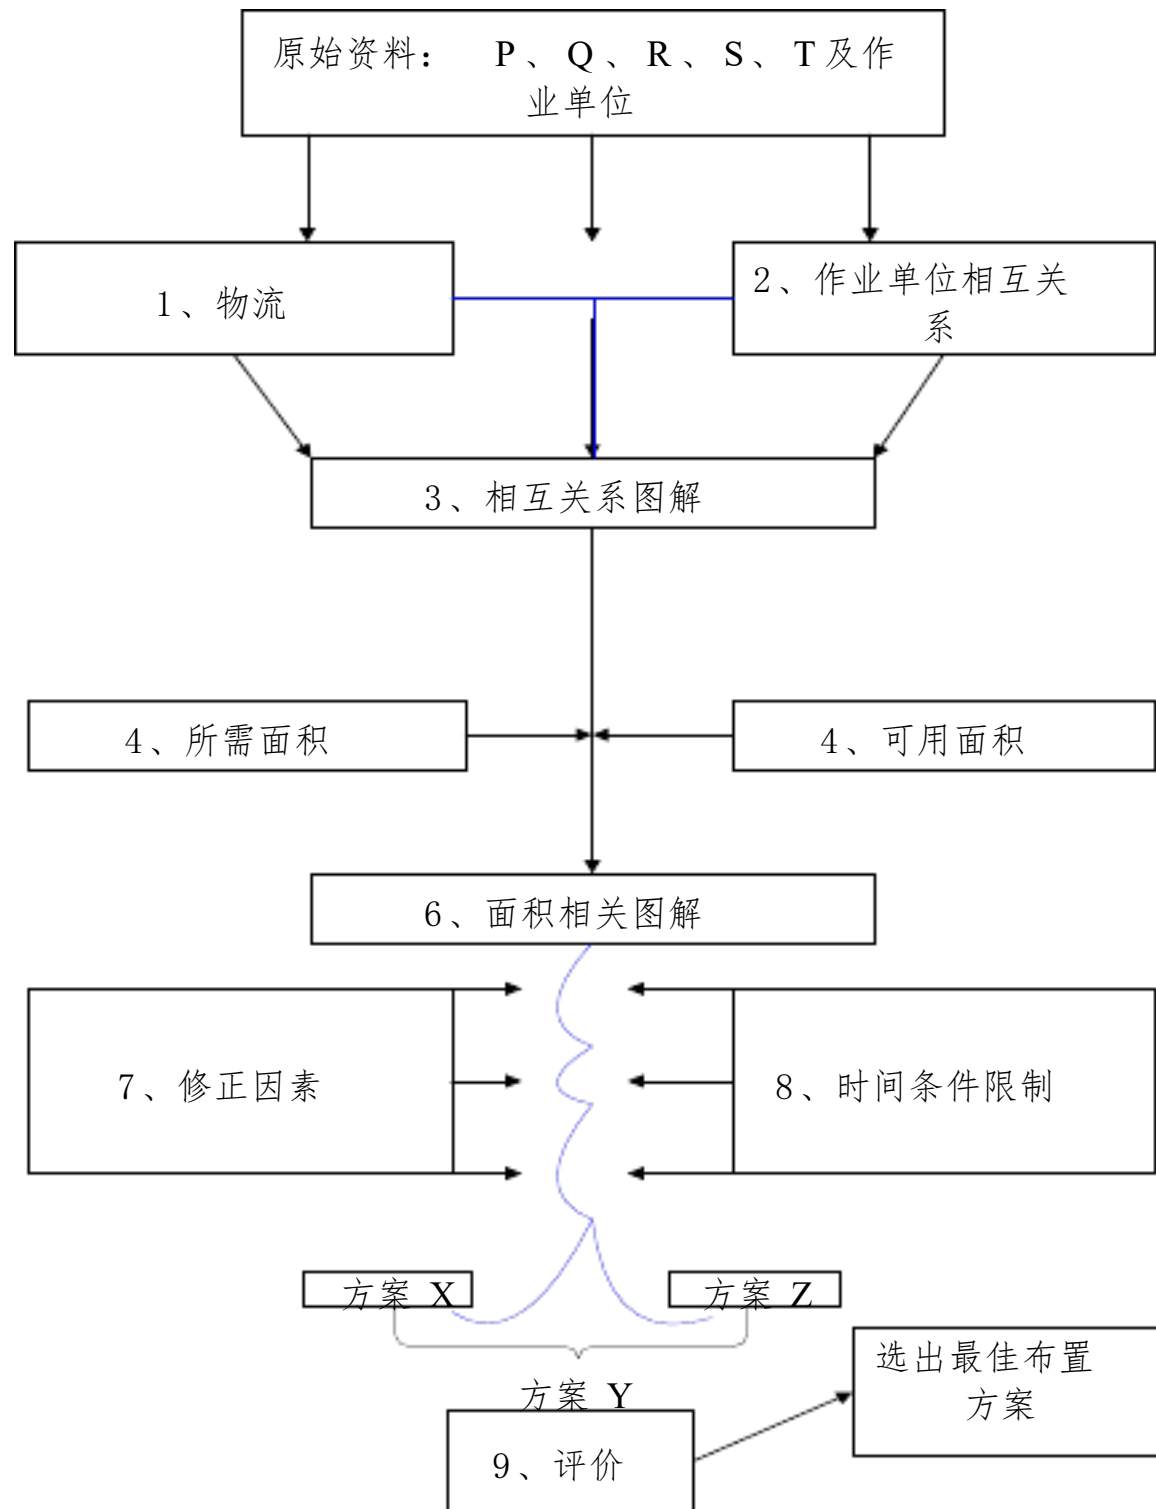 原始资料： P、Q、R、S、T及作
业单位
1、物流
2、作业单位相互关
系
3、相互关系图解
4、所需面积
4、可用面积
6、面积相关图解
7、修正因素
8、时间条件限制
方案 X
方案 Z
选出最佳布置
方案
方案 Y
9、评价